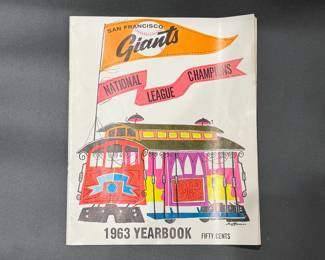 SAN FRANCISCO
Giants
NATIONAL LEAGUE CHAMPIONS
1963 YEARBOOK FIFTY CENTS